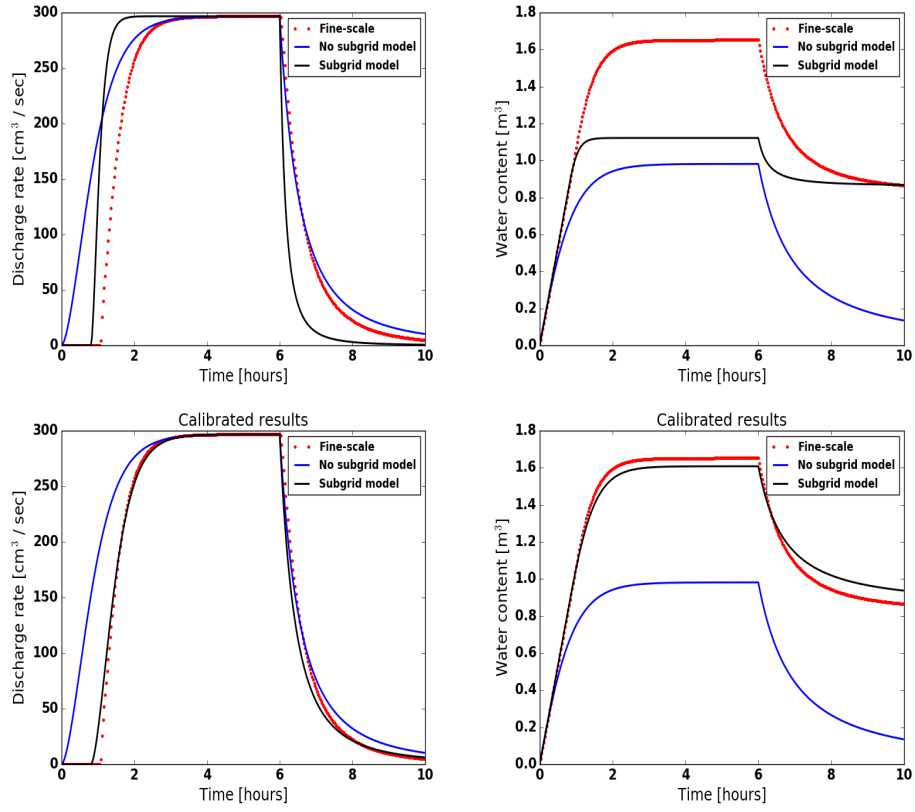 300
250
200
150
100
50
0
Discharge rate [cm³ / sec]
Fine-scale
No subgrid model
Subgrid model
0 2 4 6 8 10
Time [hours]
1.8
1.6
1.4
1.2
1.0
0.8
0.6
0.4
0.2
0.0
Water content [m³]
Fine-scale
No subgrid model
Subgrid model
0 2 4 6 8 10
Time [hours]
Calibrated results
300
250
200
150
100
50
0
Discharge rate [cm³ / sec]
Fine-scale
No subgrid model
Subgrid model
0 2 4 6 8 10
Time [hours]
Calibrated results
1.8
1.6
1.4
1.2
1.0
0.8
0.6
0.4
0.2
0.0
Water content [m³]
Fine-scale
No subgrid model
Subgrid model
0 2 4 6 8 10
Time [hours]